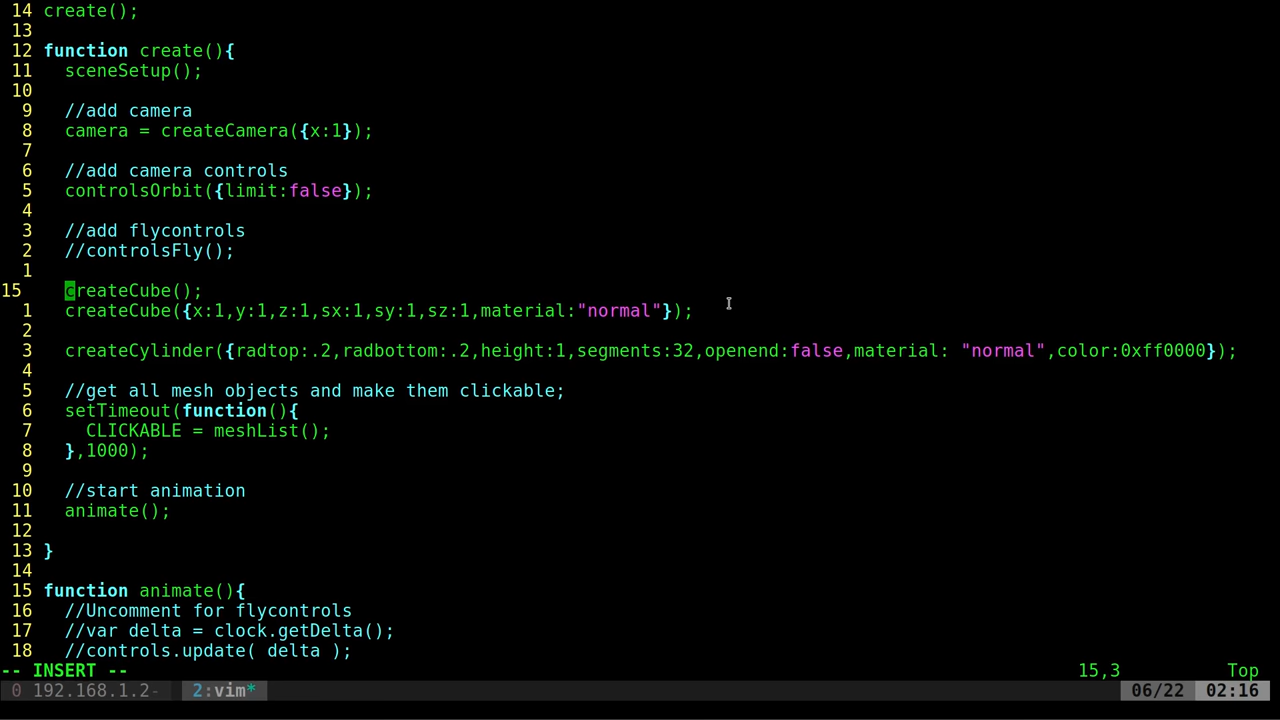 14 create();
13
12 function create(){
11   sceneSetup();
10
9   //add camera
8   camera = createCamera({x:1});
7
6   //add camera controls
5   controlsOrbit({limit:false});
4
3   //add flycontrols
2   //controlsFly();
1
15   createCube();
1   createCube({x:1,y:1,z:1,sx:1,sy:1,sz:1,material:"normal"});
2
3   createCylinder({radtop:.2,radbottom:.2,height:1,segments:32,openend:false,material: "normal",color:0xff0000});
4
5   //get all mesh objects and make them clickable;
6   setTimeout(function(){
7     CLICKABLE = meshList();
8   },1000);
9
10   //start animation
11   animate();
12
13 }
14
15 function animate(){
16   //Uncomment for flycontrols
17   //var delta = clock.getDelta();
18   //controls.update( delta );
-- INSERT -- 15,3 Top
0 192.168.1.2- 2:vim* 06/22 02:16